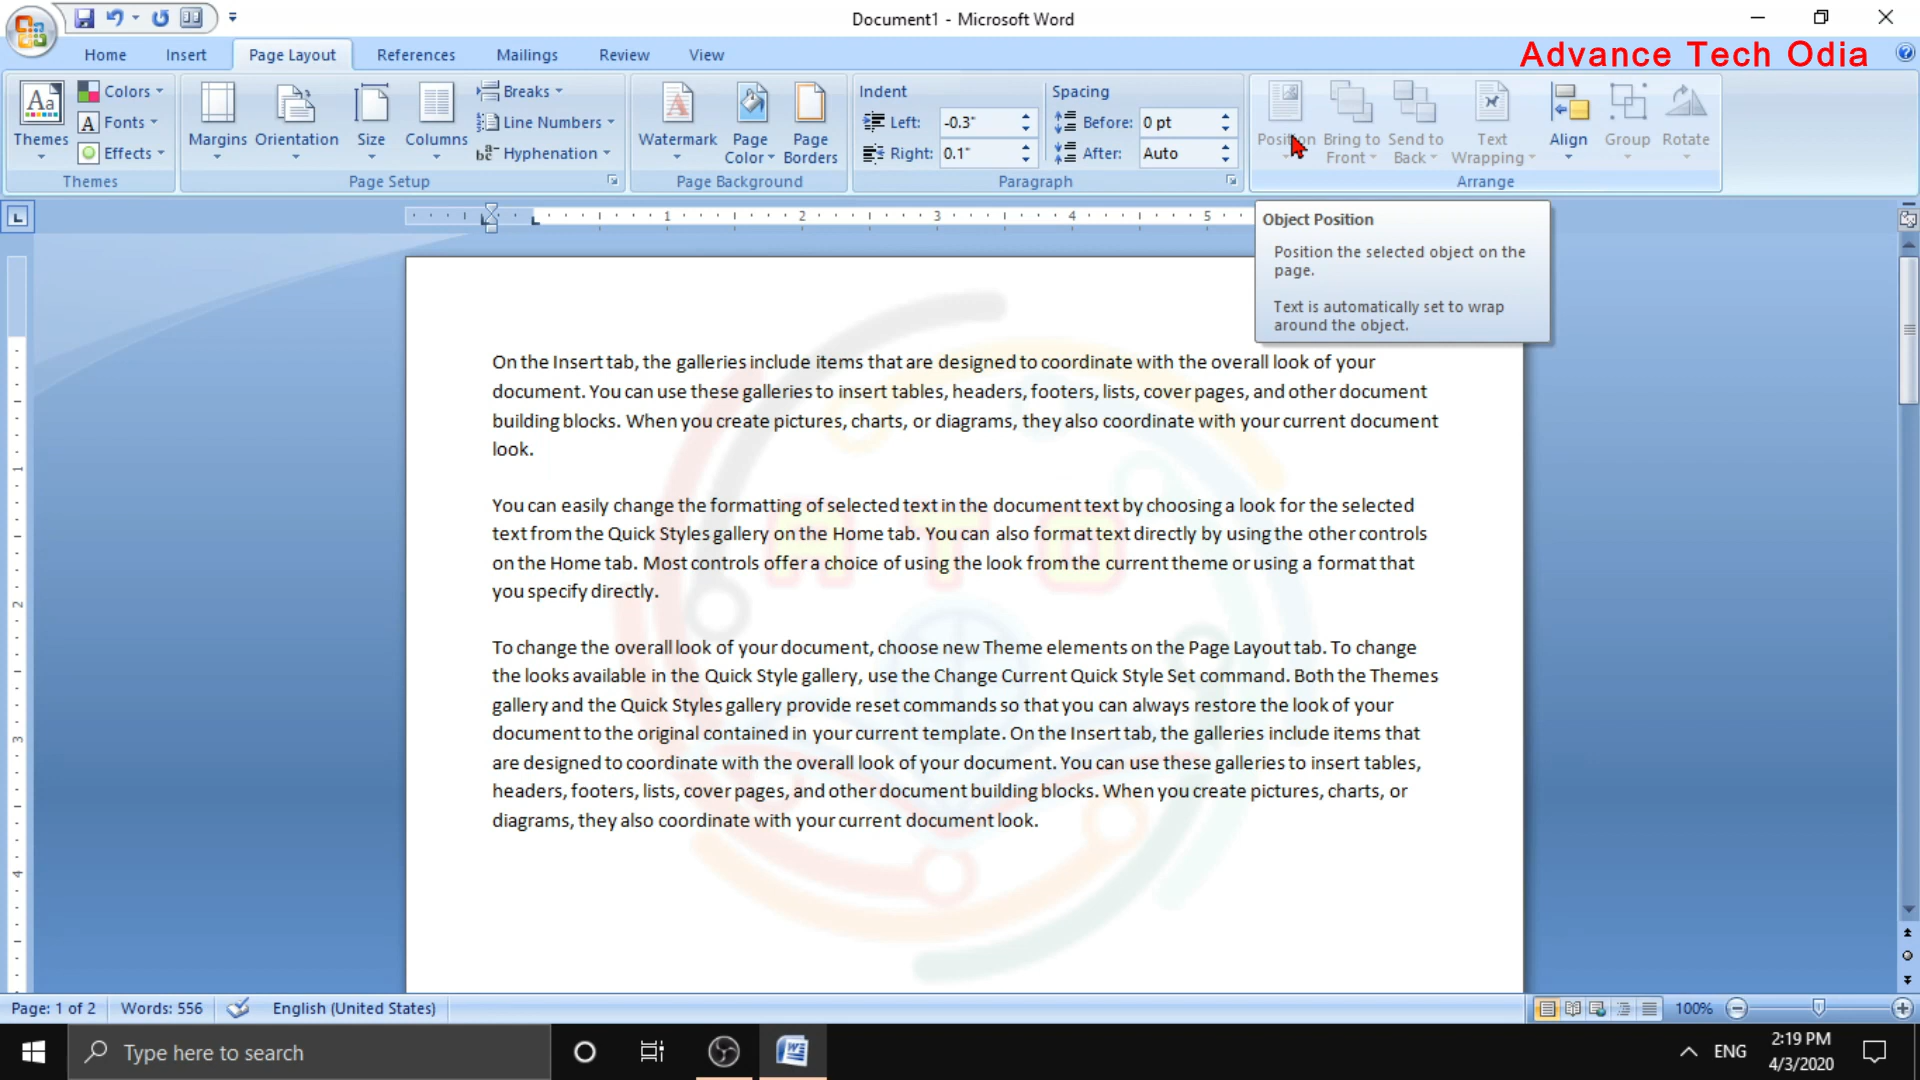 Document1 - Microsoft Word
Home Insert Page Layout References Mailings Review View
Advance Tech Odia
Aa
Themes
Colors
A Fonts
Effects
Themes
Margins
Orientation
Size
Columns
Breaks
Line Numbers
bc Hyphenation
Page Setup
Watermark
Page
Color
Page
Borders
Page Background
Indent
Left: -0.3"
Right: 0.1"
Spacing
Before: 0 pt
After: Auto
Paragraph
Position
Bring to
Front
Send to
Back
Text
Wrapping
Align
Group
Rotate
Arrange
1 2 3 4 5
Object Position
Position the selected object on the
page.
Text is automatically set to wrap
around the object.
On the Insert tab, the galleries include items that are designed to coordinate with the overall look of your
document. You can use these galleries to insert tables, headers, footers, lists, cover pages, and other document
building blocks. When you create pictures, charts, or diagrams, they also coordinate with your current document
look.
You can easily change the formatting of selected text in the document text by choosing a look for the selected
text from the Quick Styles gallery on the Home tab. You can also format text directly by using the other controls
on the Home tab. Most controls offer a choice of using the look from the current theme or using a format that
you specify directly.
ATO
To change the overall look of your document, choose new Theme elements on the Page Layout tab. To change
the looks available in the Quick Style gallery, use the Change Current Quick Style Set command. Both the Themes
gallery and the Quick Styles gallery provide reset commands so that you can always restore the look of your
document to the original contained in your current template. On the Insert tab, the galleries include items that
are designed to coordinate with the overall look of your document. You can use these galleries to insert tables,
headers, footers, lists, cover pages, and other document building blocks. When you create pictures, charts, or
diagrams, they also coordinate with your current document look.
1
2
3
4
Page: 1 of 2 Words: 556 English (United States) 100%
Type here to search
ENG
2:19 PM
4/3/2020